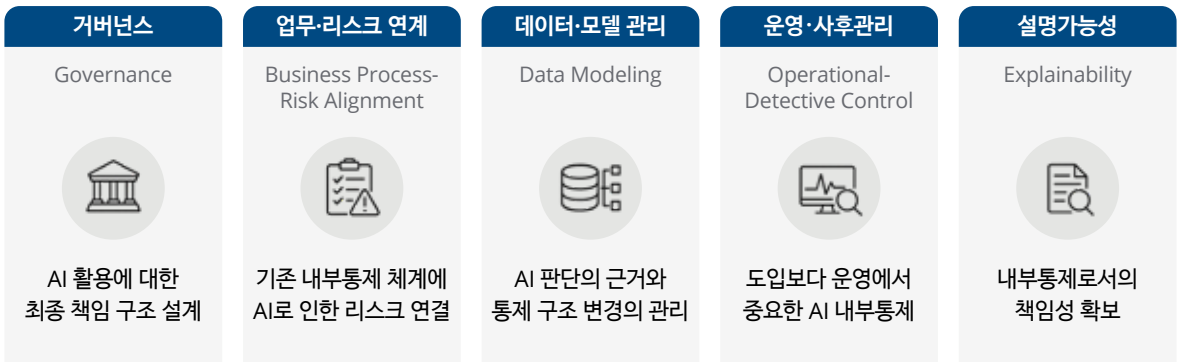 거버넌스
Governance
AI 활용에 대한
최종 책임 구조 설계
업무·리스크 연계
Business Process-
Risk Alignment
기존 내부통제 체계에
AI로 인한 리스크 연결
데이터·모델 관리
Data Modeling
AI 판단의 근거와
통제 구조 변경의 관리
운영·사후관리
Operational-
Detective Control
도입보다 운영에서
중요한 AI 내부통제
설명가능성
Explainability
내부통제로서의
책임성 확보